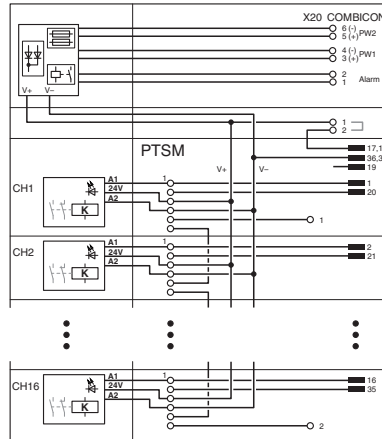 X20 COMBICON
6 (-)
5 (+) PW2
4 (-)
3 (+) PW1
2
1 Alarm
V+ V−
1
2
PTSM
17,1
36,3
19
V+ V−
CH1
A1
24V
A2
K
1
1
20
1
CH2
A1
24V
A2
K
1
2
21
CH16
A1
24V
A2
K
1
16
35
2